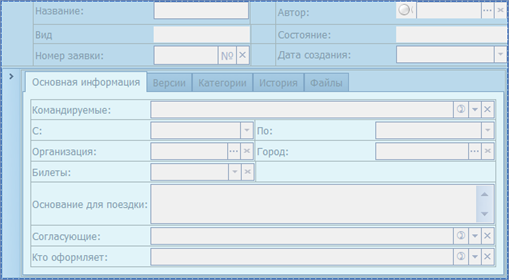 Название: Автор:
Вид Состояние:
Номер заявки: № Дата создания:
Основная информация Версии Категории История Файлы
Командируемые:
С: По:
Организация: Город:
Билеты:
Основание для поездки:
Согласующие:
Кто оформляет: